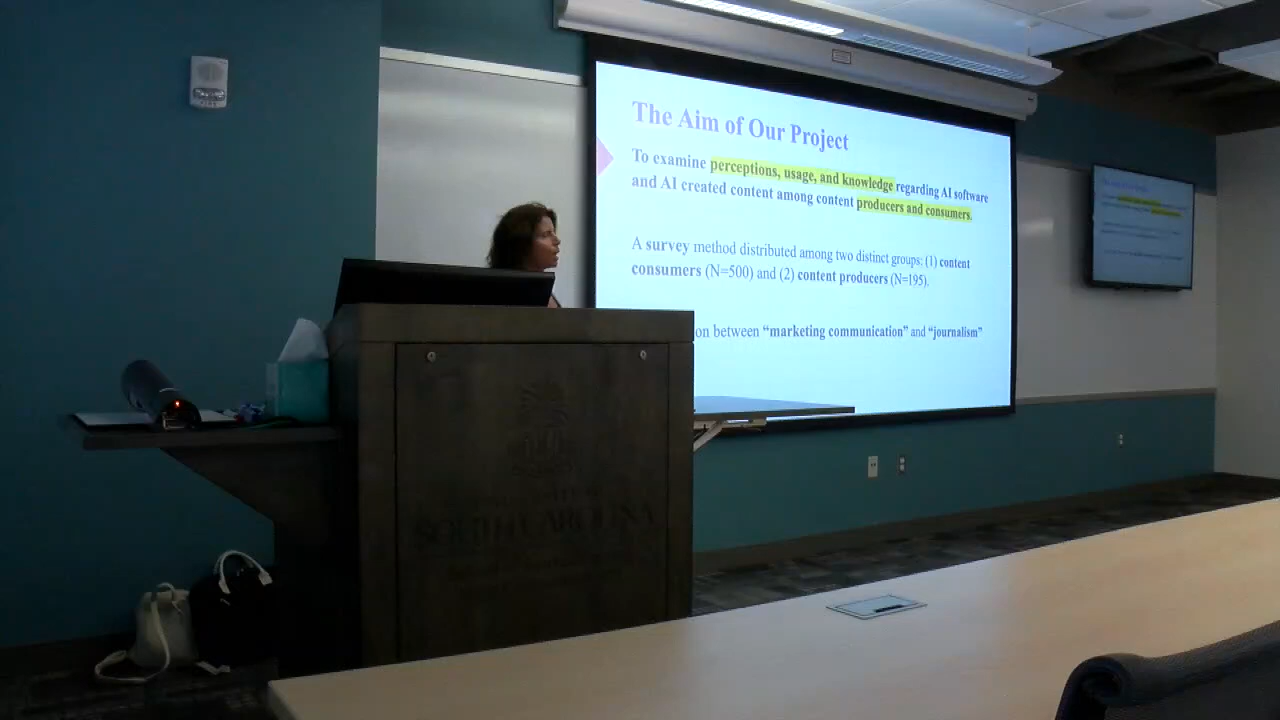 The Aim of Our Project
To examine perceptions, usage, and knowledge regarding AI software
and AI created content among content producers and consumers.
A survey method distributed among two distinct groups: (1) content
consumers (N=500) and (2) content producers (N=195).
between “marketing communication” and “journalism”
SOUTH CAROLINA